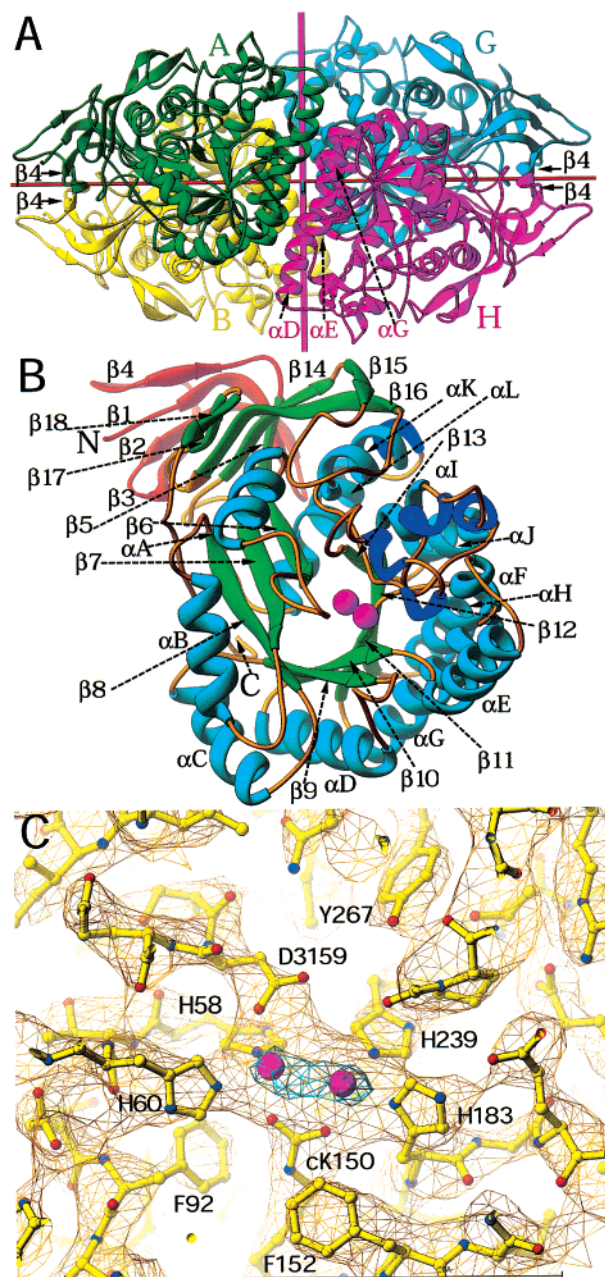 A
A
G
β4
β4
β4
β4
B
αD
αE
αG
H
B
β4
β14
β15
β1
β16
αK
αL
β18
N
β2
β13
β17
αI
β3
β5
β6
αJ
αA
αF
β7
αH
αB
β12
β8
C
αE
αG
αC
β11
β9
αD
β10
C
Y267
D3159
H58
H239
H60
H183
cK150
F92
F152